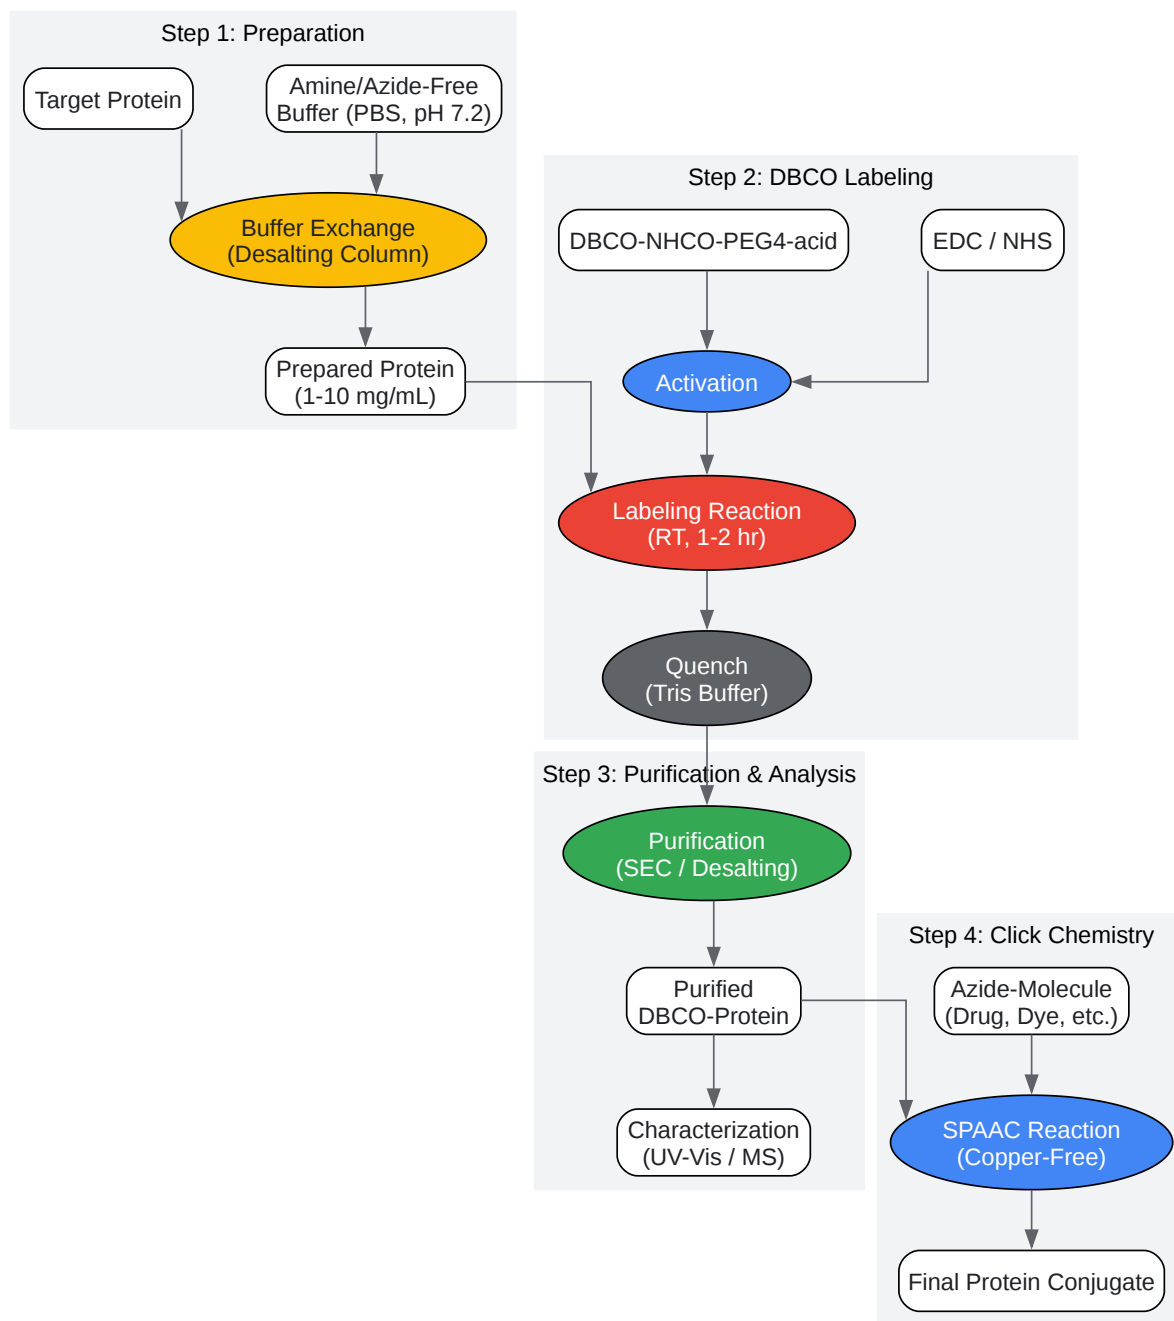 Step 1: Preparation
Target Protein
Amine/Azide-Free
Buffer (PBS, pH 7.2)
Buffer Exchange
(Desalting Column)
Prepared Protein
(1-10 mg/mL)
Step 2: DBCO Labeling
DBCO-NHCO-PEG4-acid
EDC / NHS
Activation
Labeling Reaction
(RT, 1-2 hr)
Quench
(Tris Buffer)
Step 3: Purification & Analysis
Purification
(SEC / Desalting)
Purified
DBCO-Protein
Characterization
(UV-Vis / MS)
Step 4: Click Chemistry
Azide-Molecule
(Drug, Dye, etc.)
SPAAC Reaction
(Copper-Free)
Final Protein Conjugate